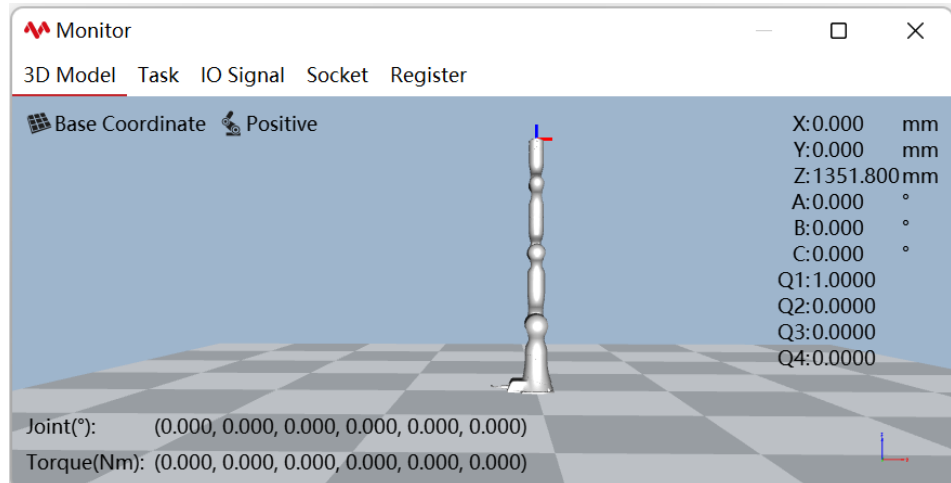 Monitor
3D Model Task IO Signal Socket Register
Base Coordinate Positive
X:0.000 mm
Y:0.000 mm
Z:1351.800mm
A:0.000 °
B:0.000 °
C:0.000 °
Q1:1.0000
Q2:0.0000
Q3:0.0000
Q4:0.0000
Joint(°): (0.000, 0.000, 0.000, 0.000, 0.000, 0.000)
Torque(Nm): (0.000, 0.000, 0.000, 0.000, 0.000, 0.000)